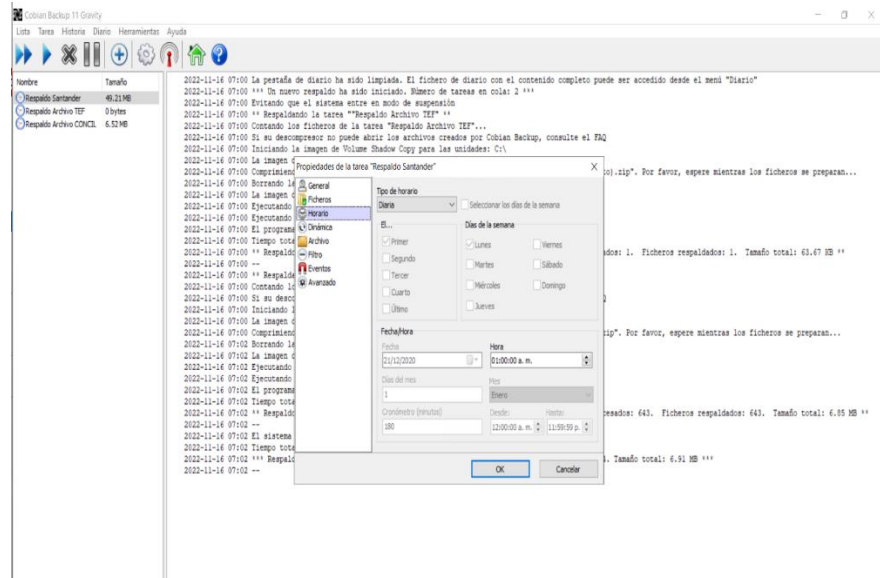 Cobian Backup 11 Gravity
Lista Tarea Historia Diario Herramientas Ayuda
Nombre Tamaño
Respaldo Santander 49.21 MB
Respaldo Archivo TEF 0 bytes
Respaldo Archivo CONCIL 6.52 MB
2022-11-16 07:00 La pestaña de diario ha sido limpiada. El fichero de diario con el contenido completo puede ser accedido desde el menú "Diario"
2022-11-16 07:00 *** Un nuevo respaldo ha sido iniciado. Número de tareas en cola: 2 ***
2022-11-16 07:00 Evitando que el sistema entre en modo de suspensión
2022-11-16 07:00 ** Respaldando la tarea ""Respaldo Archivo TEF" **
2022-11-16 07:00 Contando los ficheros de la tarea "Respaldo Archivo TEF"...
2022-11-16 07:00 Si su descompresor no puede abrir los archivos creados por Cobian Backup, consulte el FAQ
2022-11-16 07:00 Iniciando la imagen de Volume Shadow Copy para las unidades: C:\
2022-11-16 07:00 La imagen
2022-11-16 07:00 Comprimiendo .zip". Por favor, espere mientras los ficheros se preparan...
2022-11-16 07:00 Borrando
2022-11-16 07:00 La imagen
2022-11-16 07:00 Ejecutando
2022-11-16 07:00 Ejecutando
2022-11-16 07:00 El programa
2022-11-16 07:00 Tiempo
2022-11-16 07:00 ** 1. Ficheros respaldados: 1. Tamaño total: 63.67 KB **
2022-11-16 07:00 --
2022-11-16 07:00 **
2022-11-16 07:00 Contando
2022-11-16 07:00 Si su
2022-11-16 07:00 Iniciando
2022-11-16 07:00 La imagen
2022-11-16 07:00 Por favor, espere mientras los ficheros se preparan...
2022-11-16 07:02 Borrando
2022-11-16 07:02 La imagen
2022-11-16 07:02 Ejecutando
2022-11-16 07:02 Ejecutando
2022-11-16 07:02 El programa
2022-11-16 07:02 Tiempo
2022-11-16 07:02 ** 643. Ficheros respaldados: 643. Tamaño total: 6.85 MB **
2022-11-16 07:02 --
2022-11-16 07:02 El sistema
2022-11-16 07:02 Tiempo
2022-11-16 07:02 *** Tamaño total: 6.91 MB ***
2022-11-16 07:02 --
Propiedades de la tarea "Respaldo Santander"
General
Ficheros
Horario
Dinámica
Archivo
Filtro
Eventos
Avanzado
Tipo de horario
Diaria Seleccionar los días de la semana
El... Días de la semana
Primer Lunes Viernes
Segundo Martes Sábado
Tercer Miércoles Domingo
Cuarto Jueves
Último
Fecha/Hora
Fecha Hora
21/12/2020 01:00:00 a. m.
Días del mes Mes
1 Enero
Cronómetro (minutos) Desde: Hasta:
180 12:00:00 a. m. 11:59:59 p.
OK Cancelar